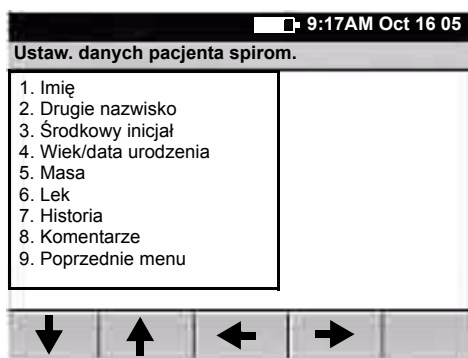 9:17AM Oct 16 05
Ustaw. danych pacjenta spirom.
1. Imię
2. Drugie nazwisko
3. Środkowy inicjał
4. Wiek/data urodzenia
5. Masa
6. Lek
7. Historia
8. Komentarze
9. Poprzednie menu